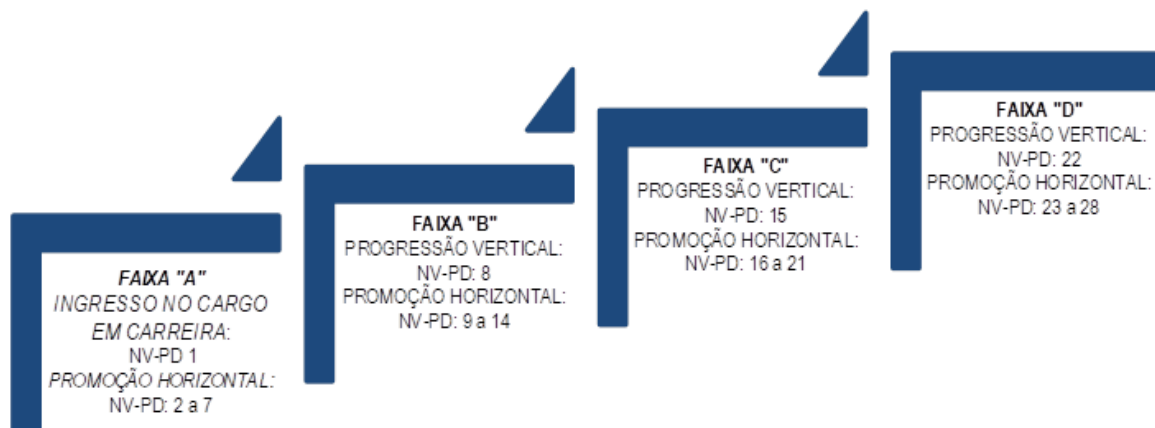 FAIXA "A"
INGRESSO NO CARGO
EM CARREIRA:
NV-PD 1
PROMOÇÃO HORIZONTAL:
NV-PD: 2 a 7
FAIXA "B"
PROGRESSÃO VERTICAL:
NV-PD: 8
PROMOÇÃO HORIZONTAL:
NV-PD: 9 a 14
FAIXA "C"
PROGRESSÃO VERTICAL:
NV-PD: 15
PROMOÇÃO HORIZONTAL:
NV-PD: 16 a 21
FAIXA "D"
PROGRESSÃO VERTICAL:
NV-PD: 22
PROMOÇÃO HORIZONTAL:
NV-PD: 23 a 28